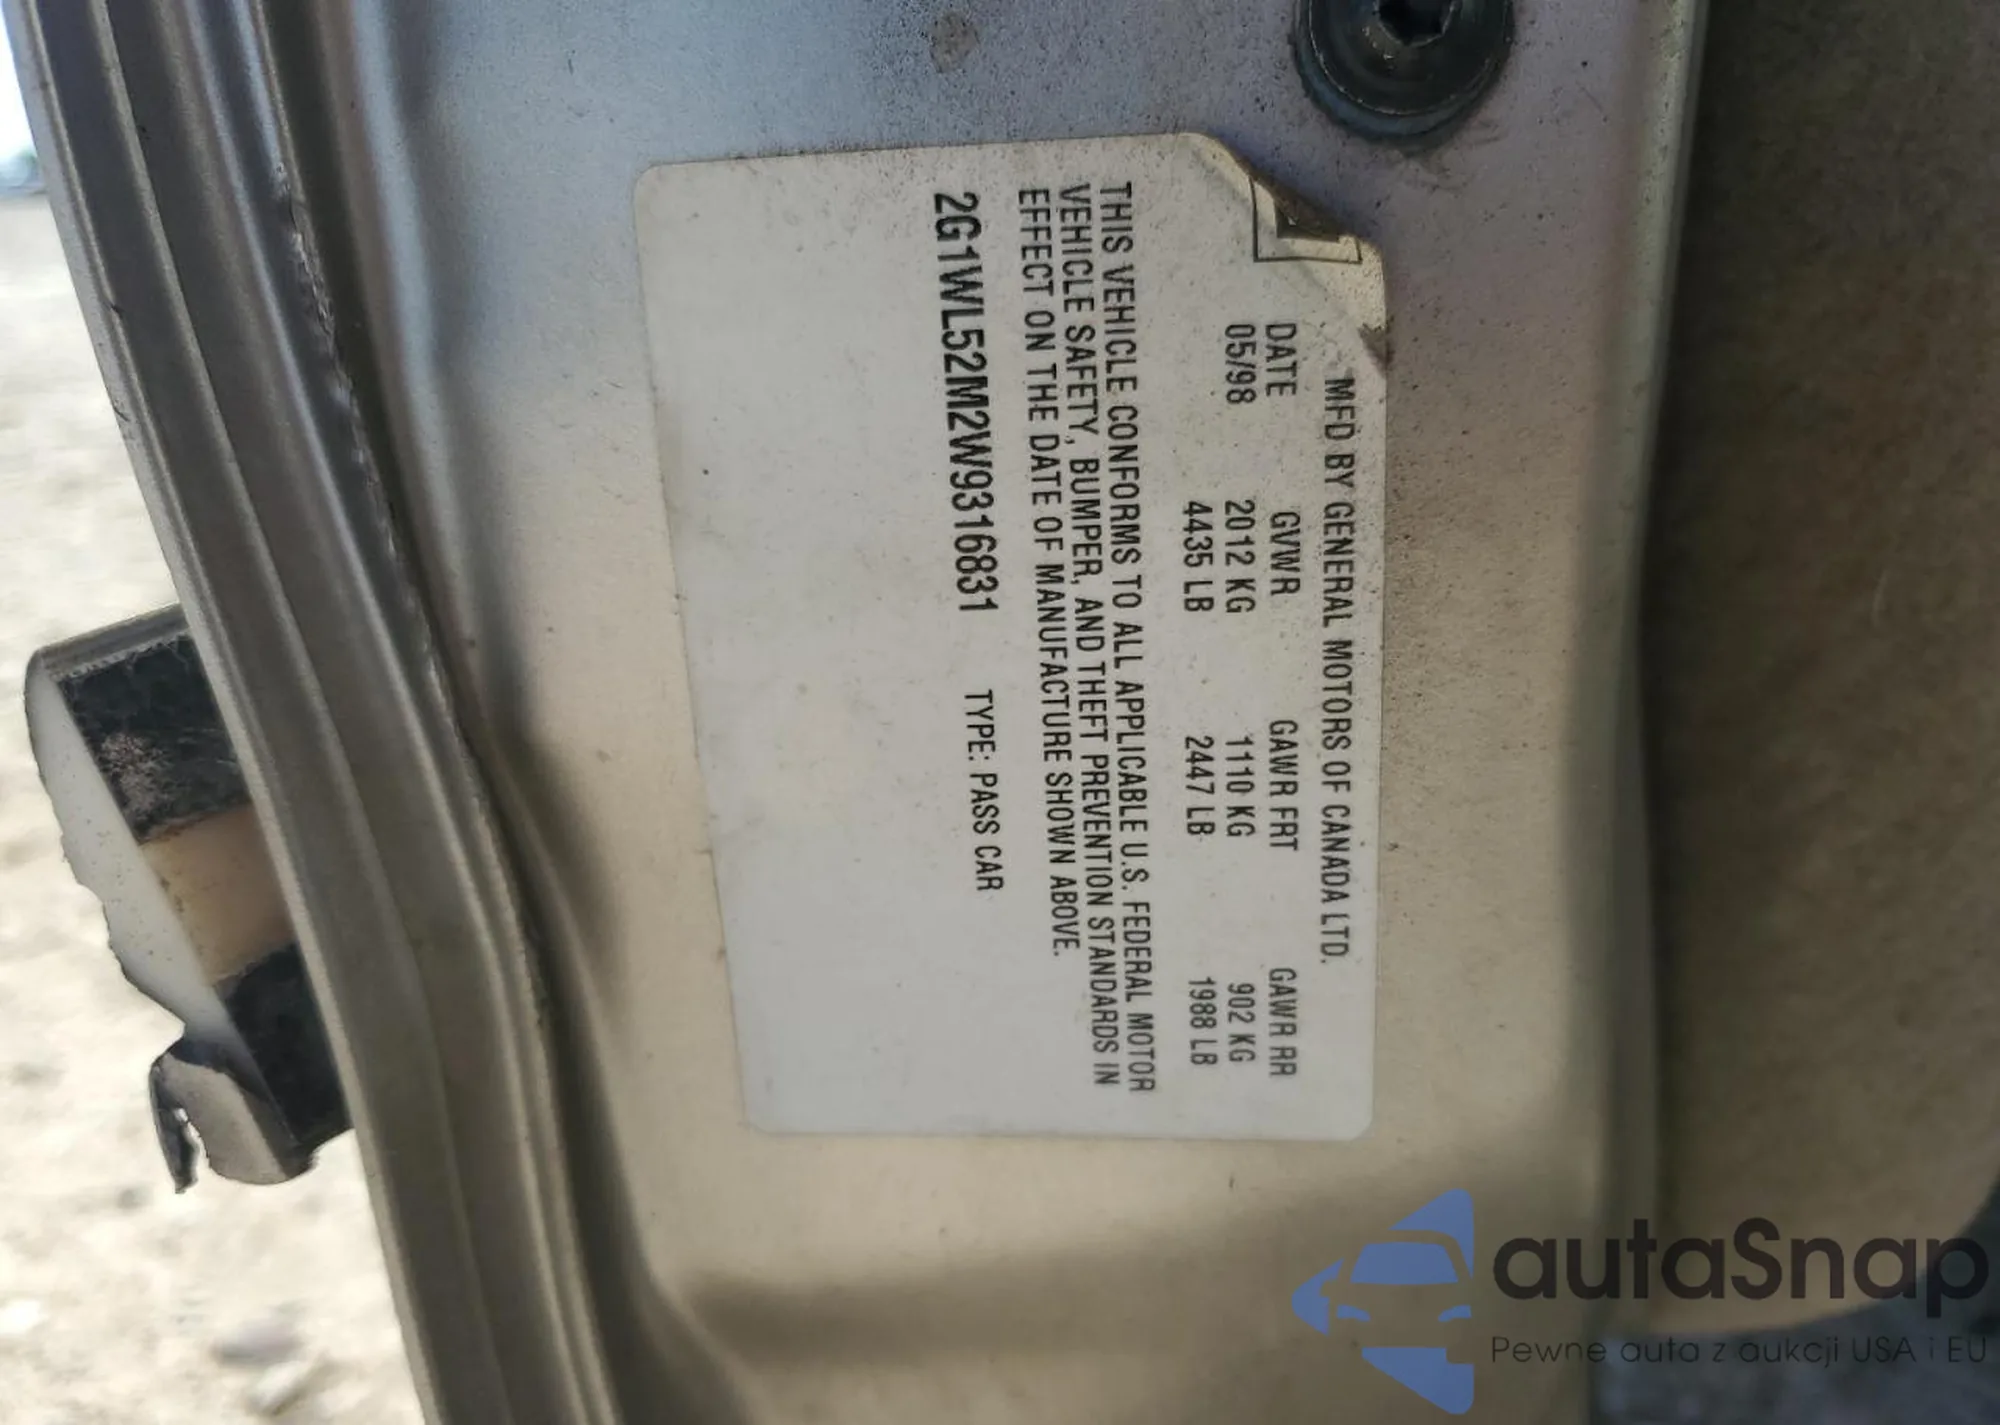 MFD BY GENERAL MOTORS OF CANADA LTD.
DATE GVWR GAWR FRT GAWR RR
05/98 2012 KG 1110 KG 902 KG
4435 LB 2447 LB 1988 LB
THIS VEHICLE CONFORMS TO ALL APPLICABLE U.S. FEDERAL MOTOR
VEHICLE SAFETY, BUMPER, AND THEFT PREVENTION STANDARDS IN
EFFECT ON THE DATE OF MANUFACTURE SHOWN ABOVE.
2G1WL52M2W9316831 TYPE: PASS CAR
autaSnap
Pewne auta z aukcji USA i EU